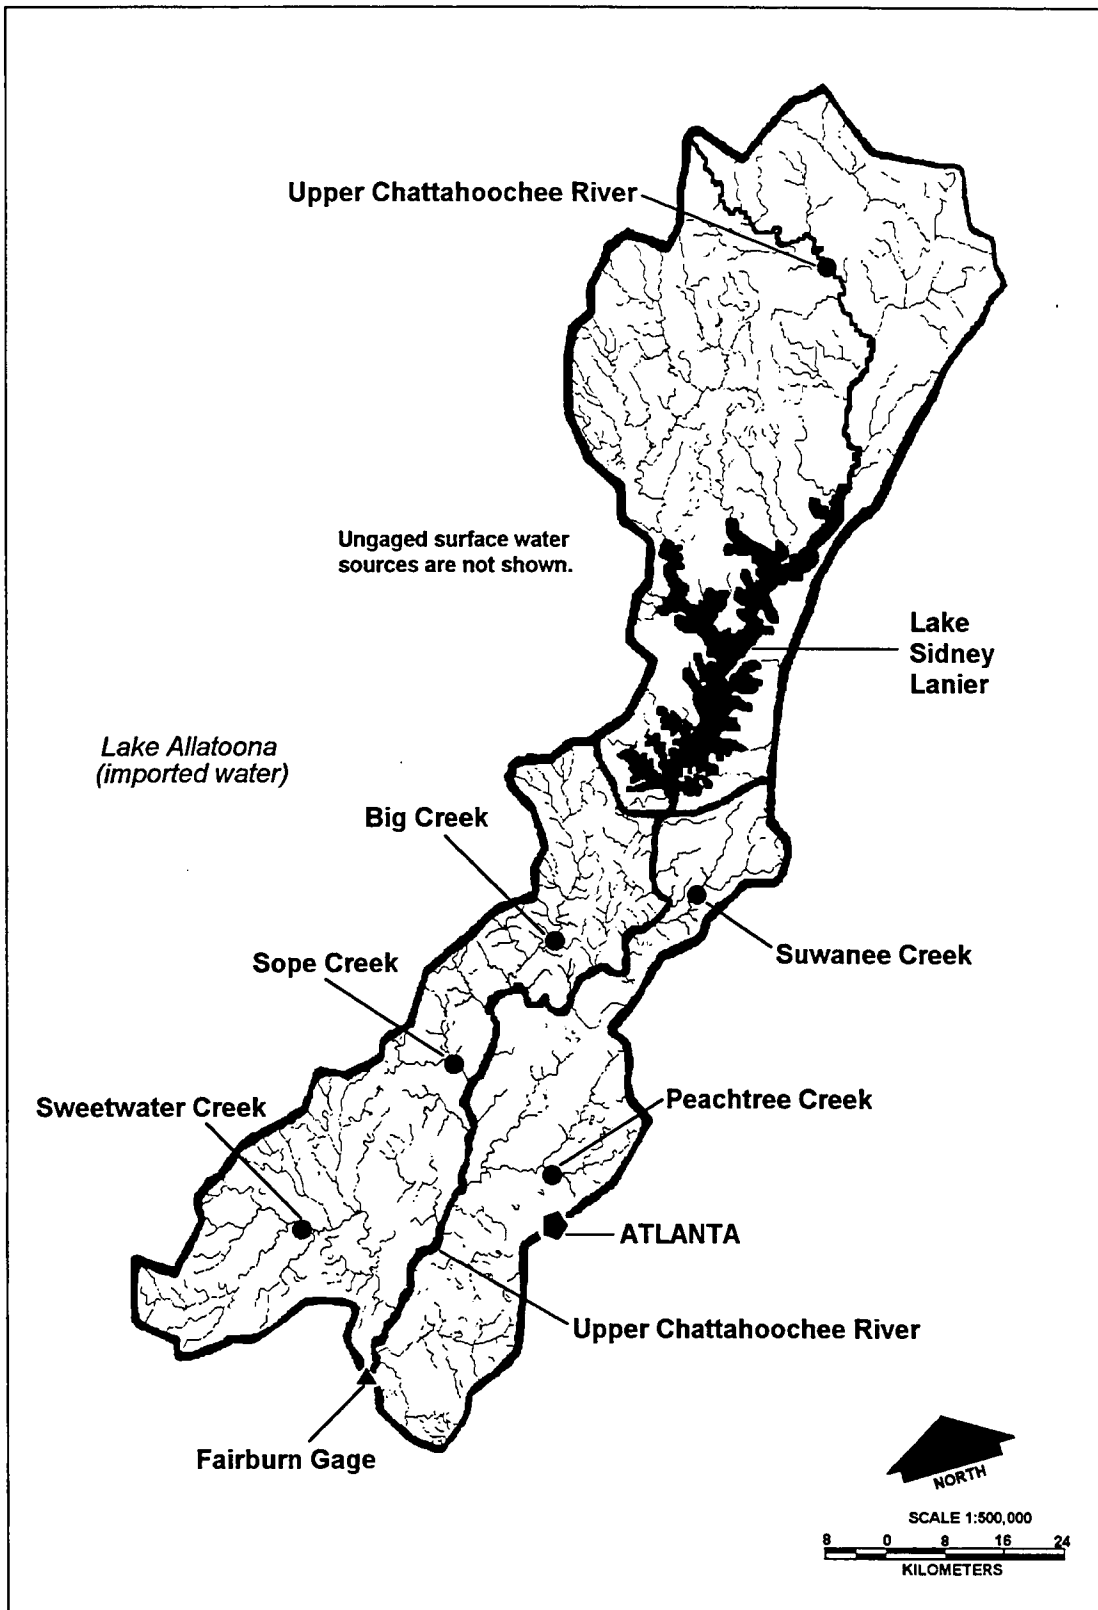 Upper Chattahoochee River
Ungaged surface water
sources are not shown.
Lake
Sidney
Lanier
Lake Allatoona
(imported water)
Big Creek
Suwanee Creek
Sope Creek
Sweetwater Creek
Peachtree Creek
ATLANTA
Upper Chattahoochee River
Fairburn Gage
NORTH
SCALE 1:500,000
8 0 8 16 24
KILOMETERS